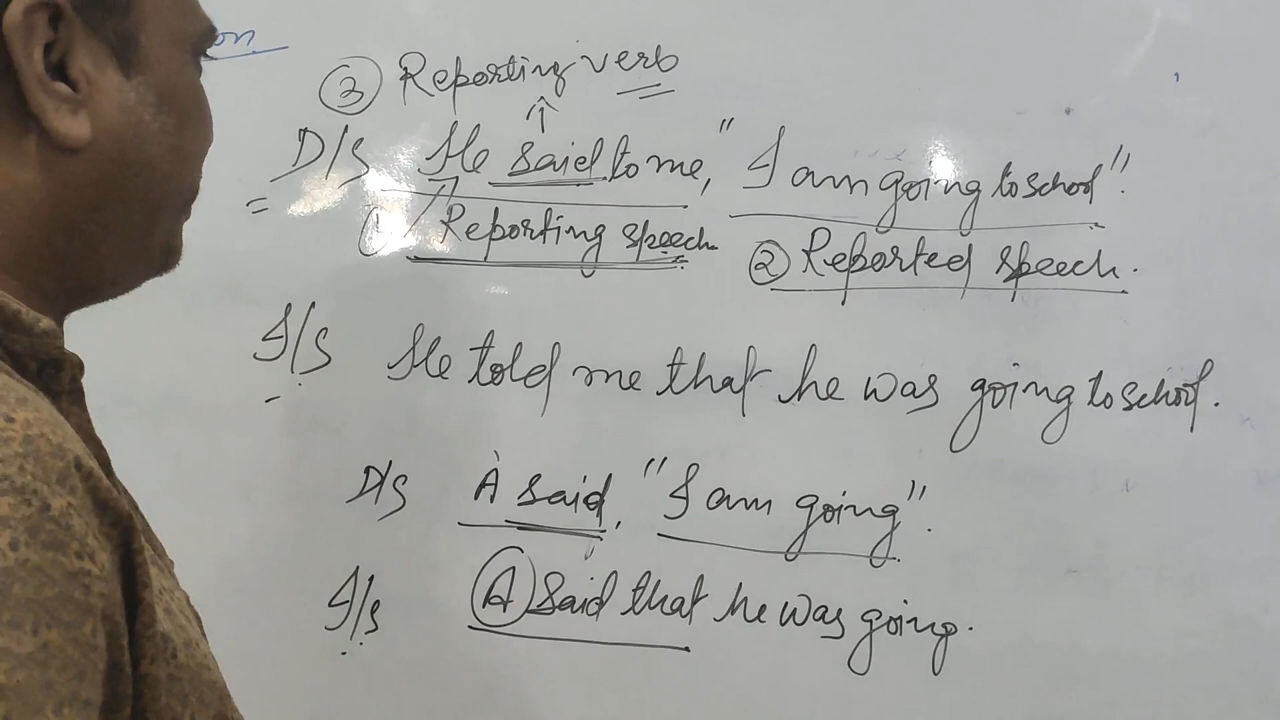 ③ Reporting verb
D/S He said to me, "I am going to school".
① Reporting speech
② Reported speech.
I/S He told me that he was going to school.
D/S A said, "I am going".
I/S A said that he was going.